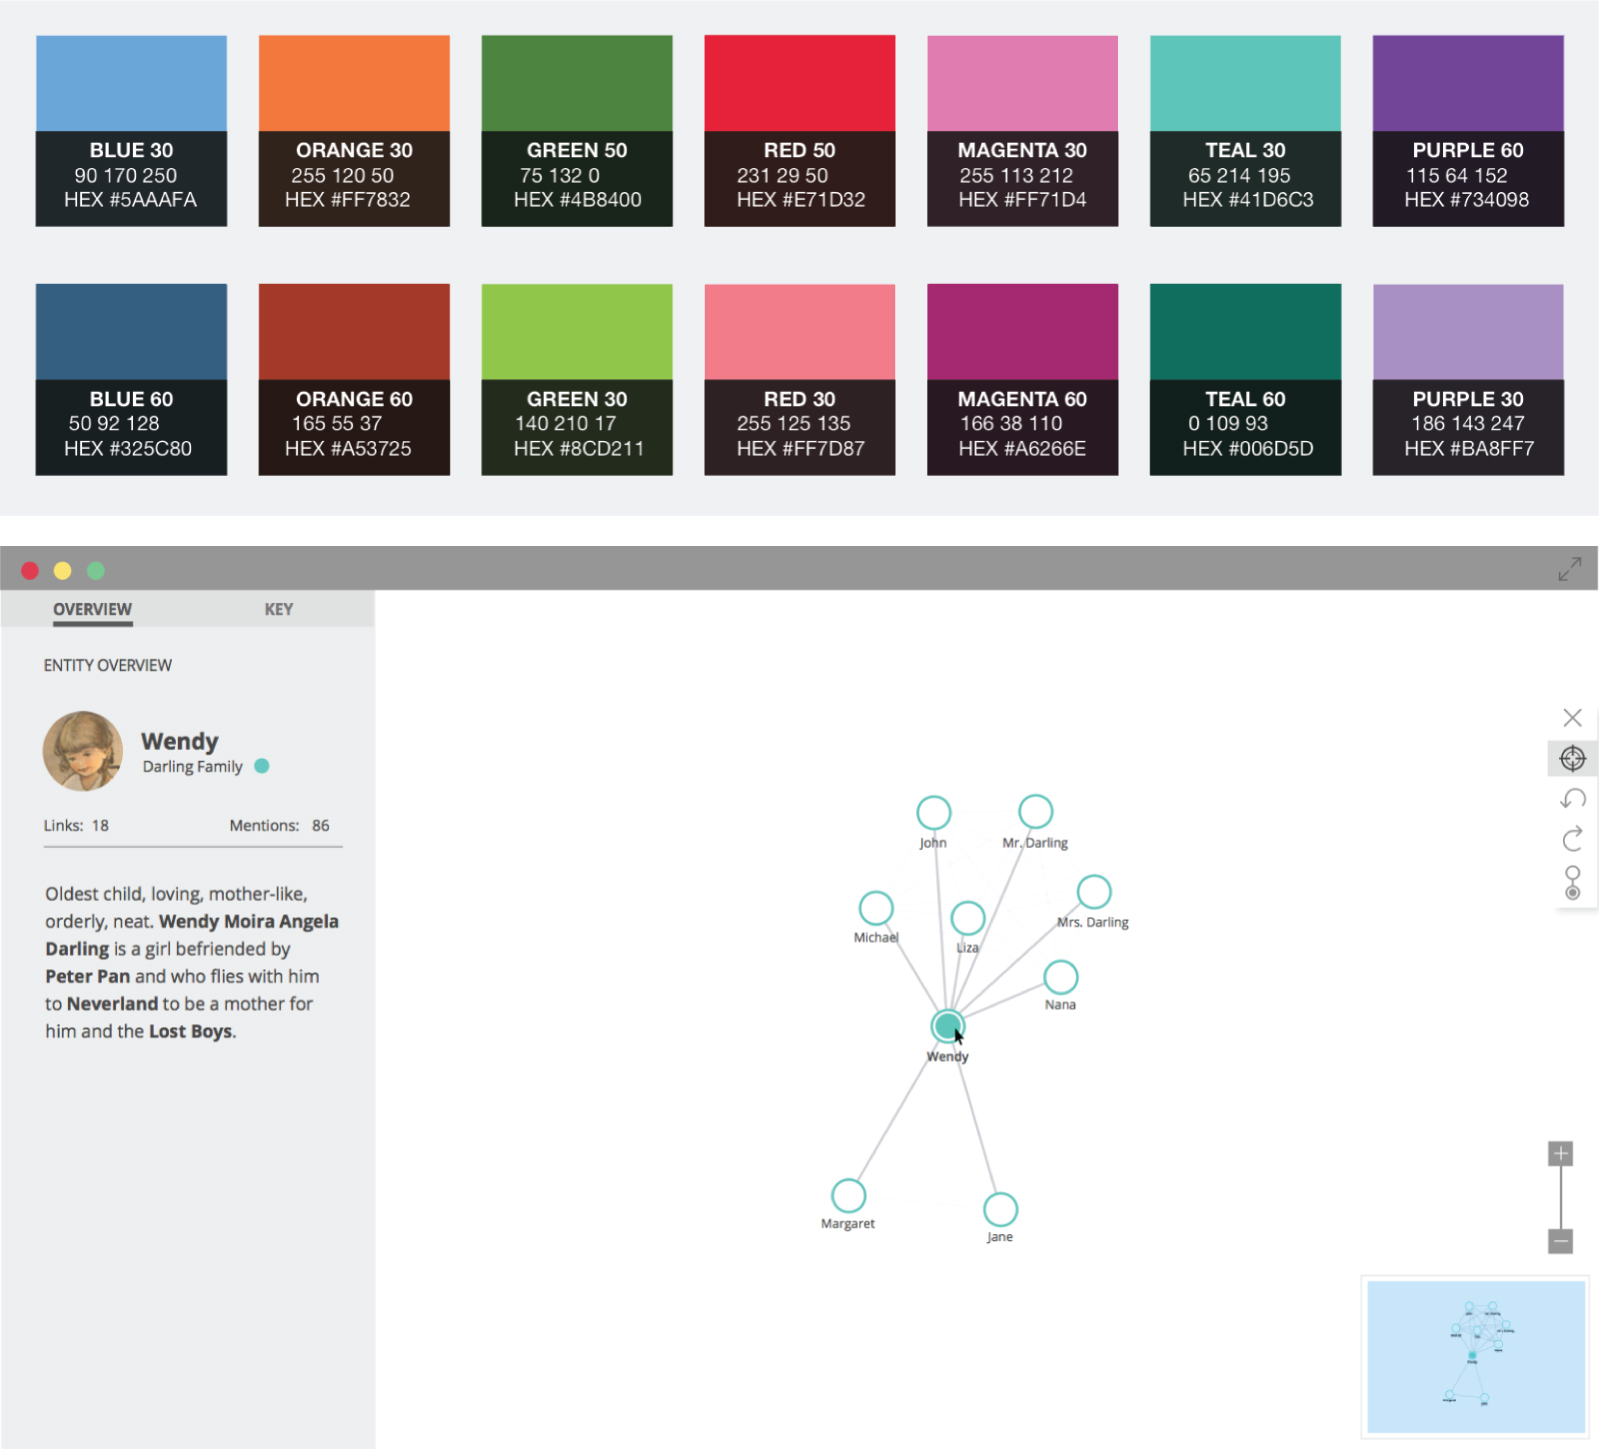 BLUE 30
90 170 250
HEX #5AAAFA
ORANGE 30
255 120 50
HEX #FF7832
GREEN 50
75 132 0
HEX #4B8400
RED 50
231 29 50
HEX #E71D32
MAGENTA 30
255 113 212
HEX #FF71D4
TEAL 30
65 214 195
HEX #41D6C3
PURPLE 60
115 64 152
HEX #734098
BLUE 60
50 92 128
HEX #325C80
ORANGE 60
165 55 37
HEX #A53725
GREEN 30
140 210 17
HEX #8CD211
RED 30
255 125 135
HEX #FF7D87
MAGENTA 60
166 38 110
HEX #A6266E
TEAL 60
0 109 93
HEX #006D5D
PURPLE 30
186 143 247
HEX #BA8FF7
OVERVIEW KEY
ENTITY OVERVIEW
Wendy
Darling Family
Links: 18 Mentions: 86
Oldest child, loving, mother-like,
orderly, neat. Wendy Moira Angela
Darling is a girl befriended by
Peter Pan and who flies with him
to Neverland to be a mother for
him and the Lost Boys.
John
Mr. Darling
Michael
Liza
Mrs. Darling
Nana
Wendy
Margaret
Jane